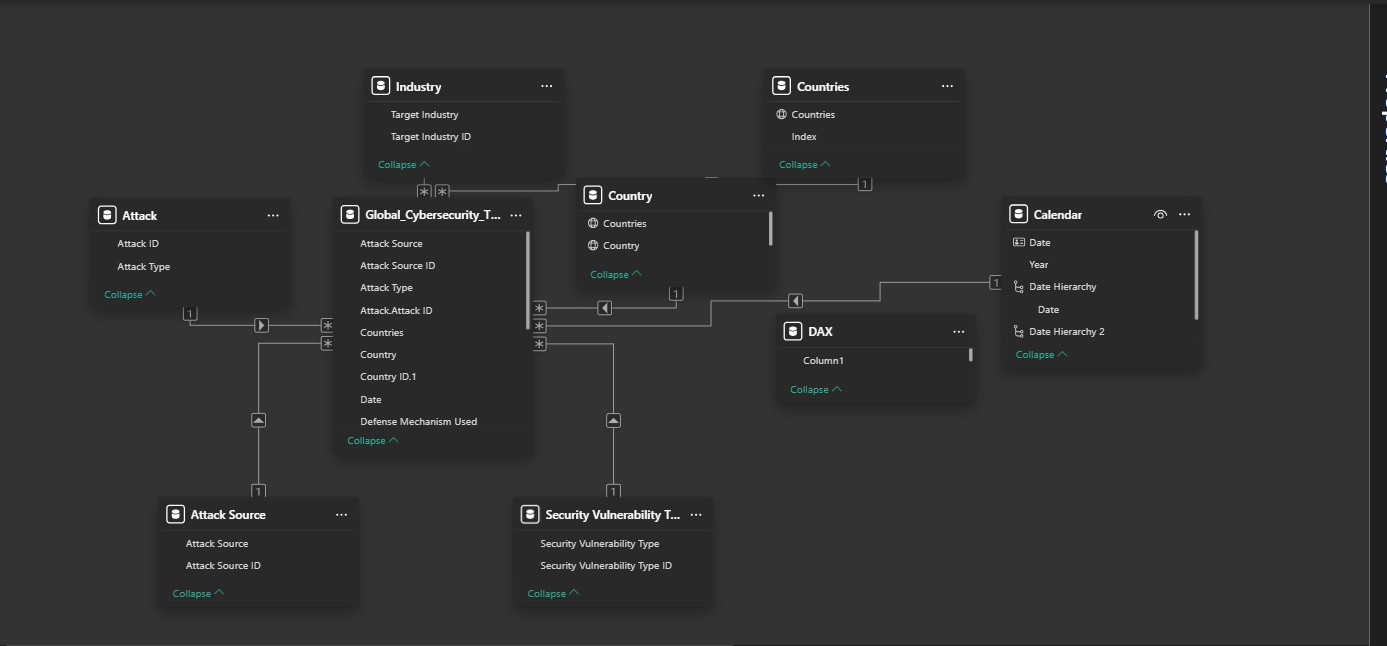 Industry
Target Industry
Target Industry ID
Collapse
Countries
Countries
Index
Collapse
1
Country
Countries
Country
Collapse
1
Attack
Attack ID
Attack Type
Collapse
1
Global_Cybersecurity_T...
Attack Source
Attack Source ID
Attack Type
Attack.Attack ID
Countries
Country
Country ID.1
Date
Defense Mechanism Used
Collapse
Calendar
Date
Year
Date Hierarchy
Date
Date Hierarchy 2
Collapse
1
DAX
Column1
Collapse
1
Attack Source
Attack Source
Attack Source ID
Collapse
1
Security Vulnerability T...
Security Vulnerability Type
Security Vulnerability Type ID
Collapse